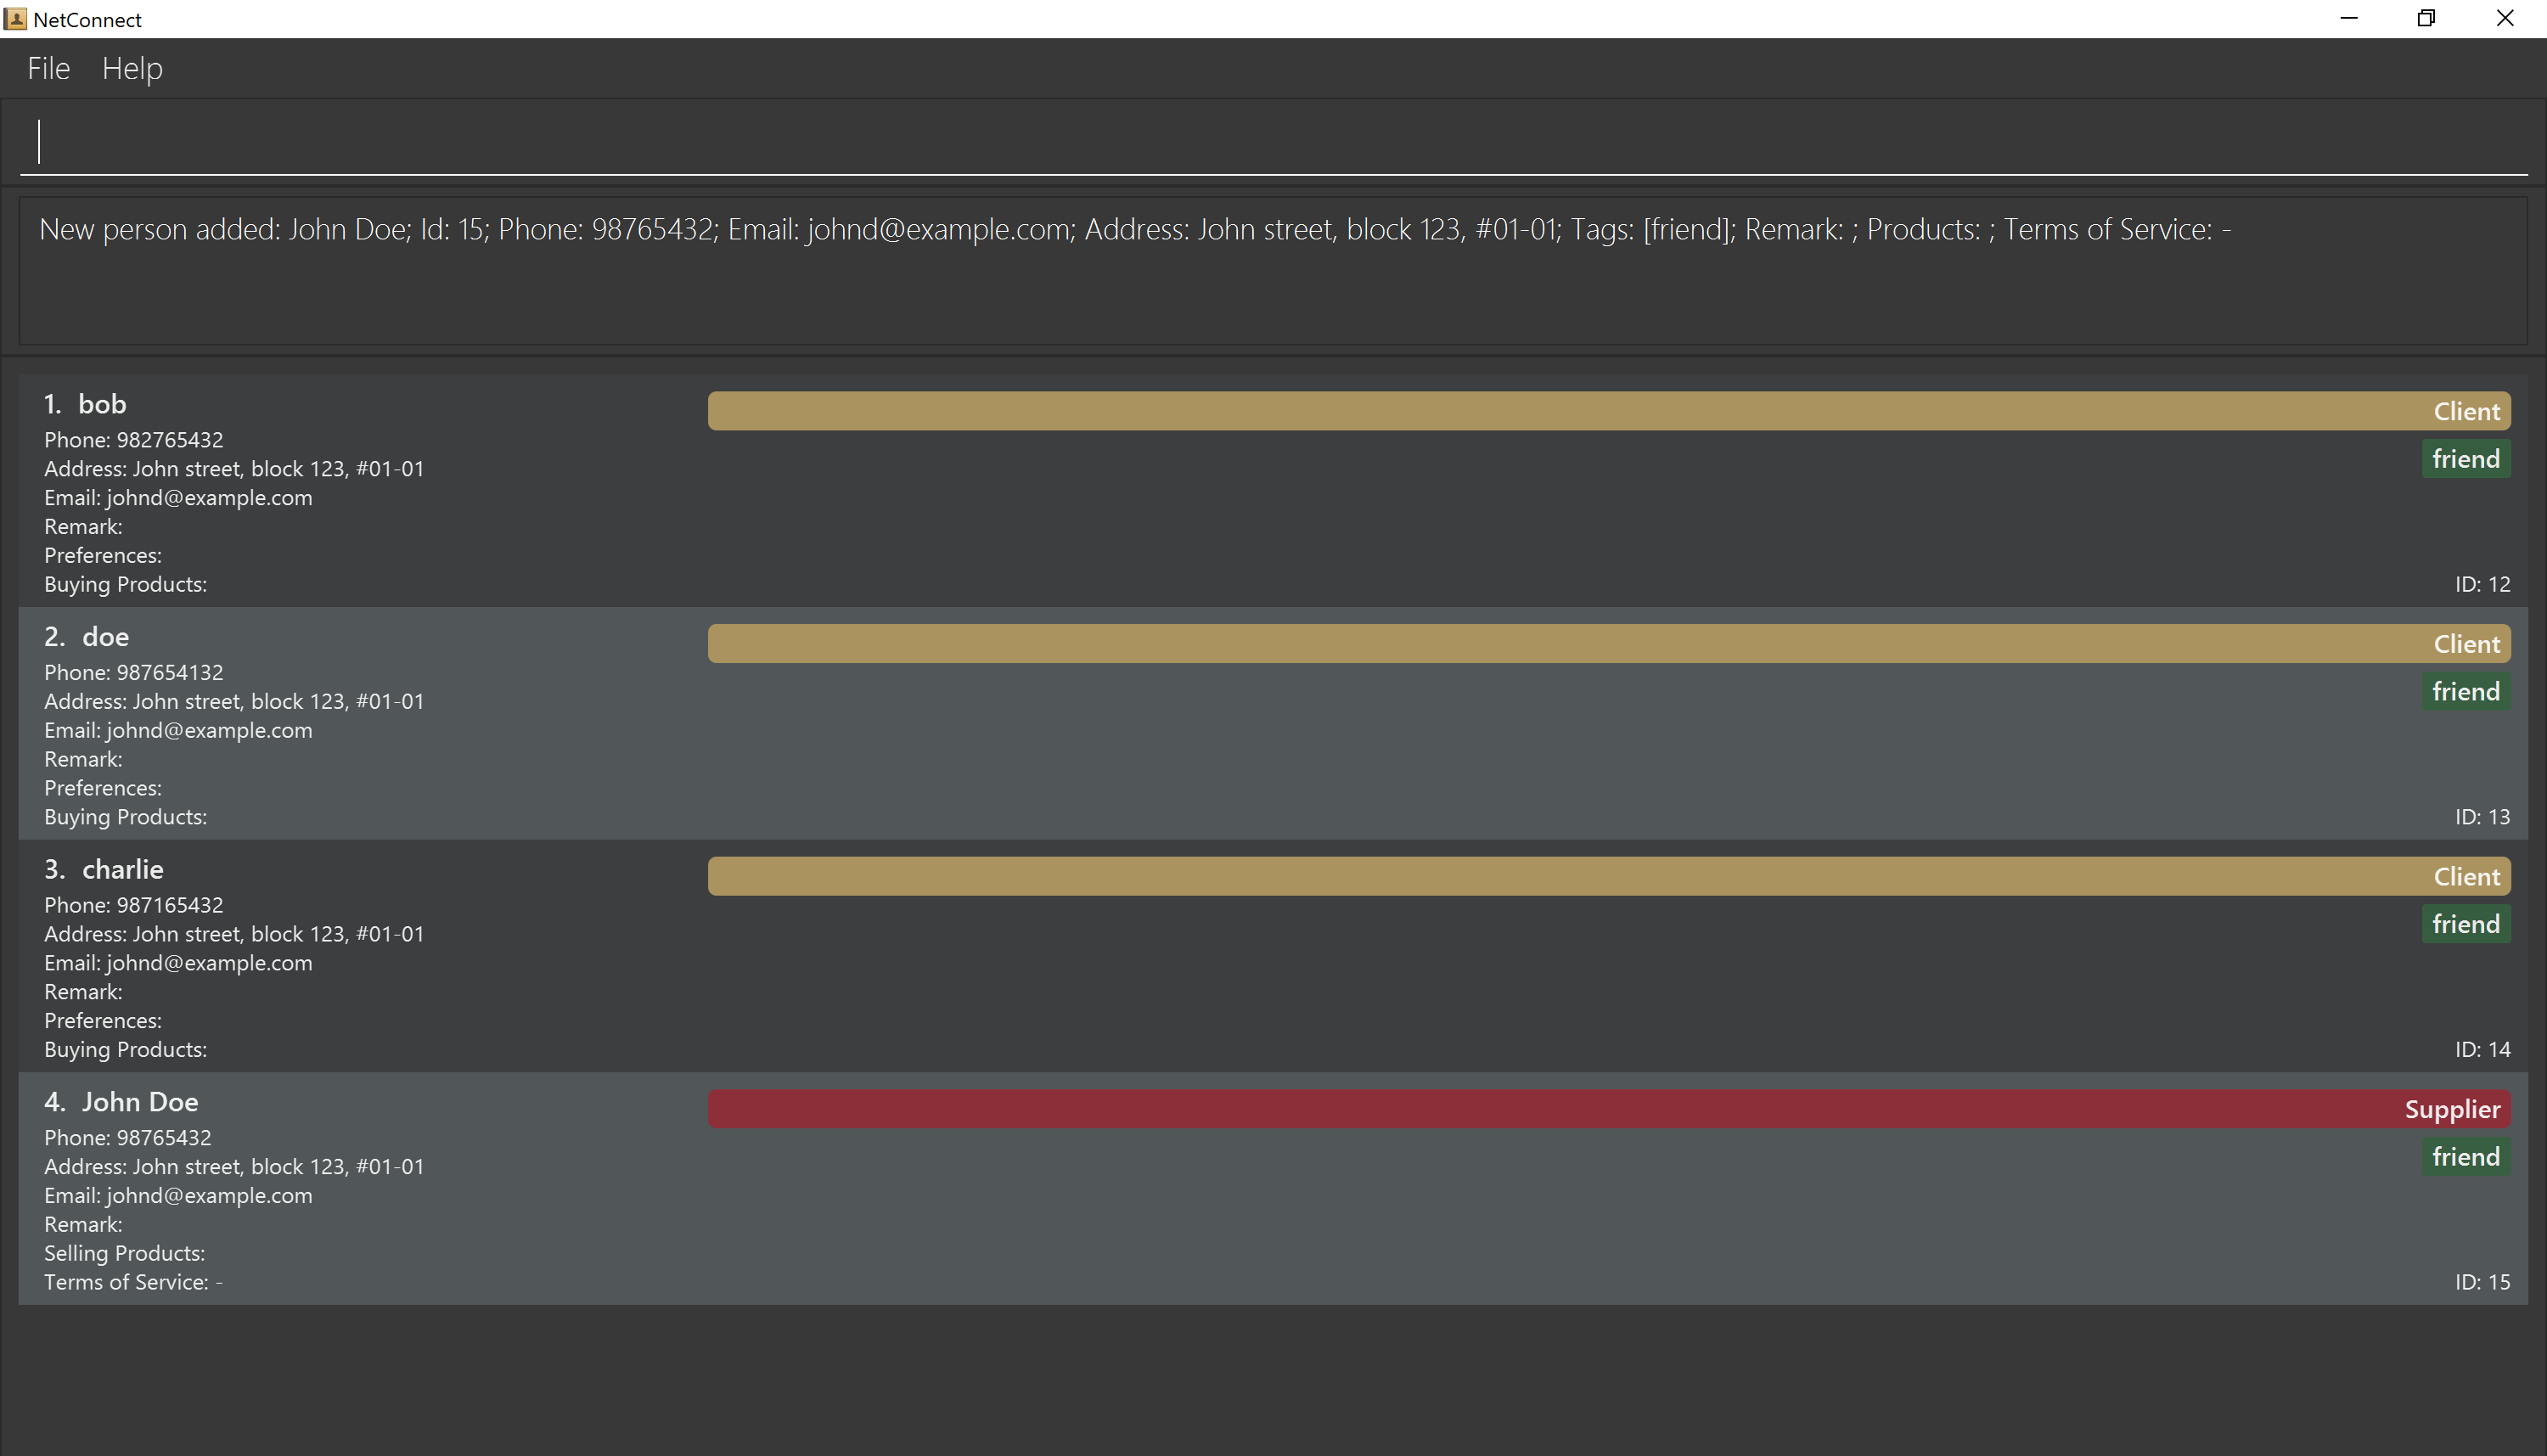 NetConnect
File Help
New person added: John Doe; Id: 15; Phone: 98765432; Email: johnd@example.com; Address: John street, block 123, #01-01; Tags: [friend]; Remark: ; Products: ; Terms of Service: -
1. bob
Client
Phone: 982765432
friend
Address: John street, block 123, #01-01
Email: johnd@example.com
Remark:
Preferences:
Buying Products:
ID: 12
2. doe
Client
Phone: 987654132
friend
Address: John street, block 123, #01-01
Email: johnd@example.com
Remark:
Preferences:
Buying Products:
ID: 13
3. charlie
Client
Phone: 987165432
friend
Address: John street, block 123, #01-01
Email: johnd@example.com
Remark:
Preferences:
Buying Products:
ID: 14
4. John Doe
Supplier
Phone: 98765432
friend
Address: John street, block 123, #01-01
Email: johnd@example.com
Remark:
Selling Products:
Terms of Service: -
ID: 15